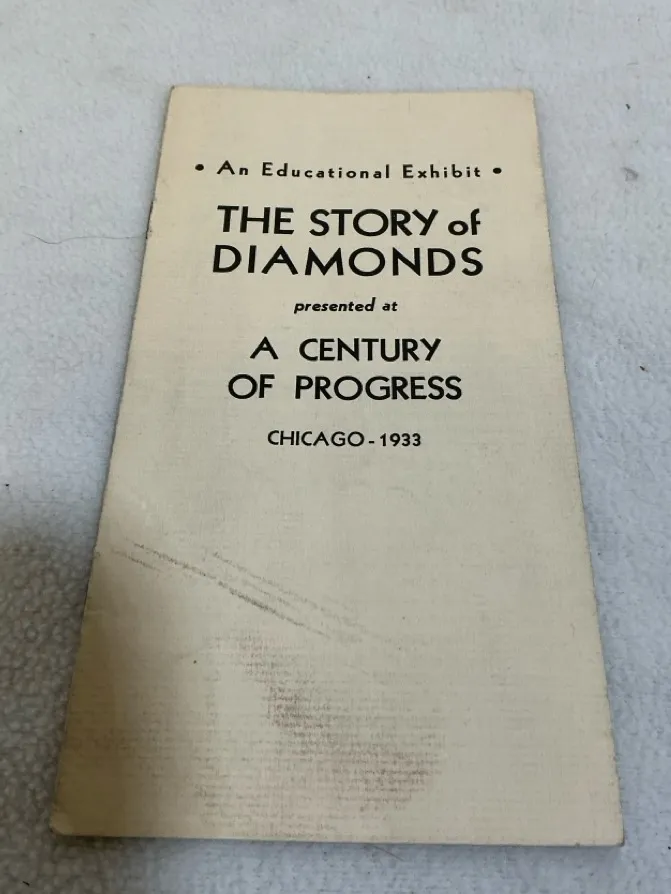 • An Educational Exhibit •
THE STORY of
DIAMONDS
presented at
A CENTURY
OF PROGRESS
CHICAGO - 1933